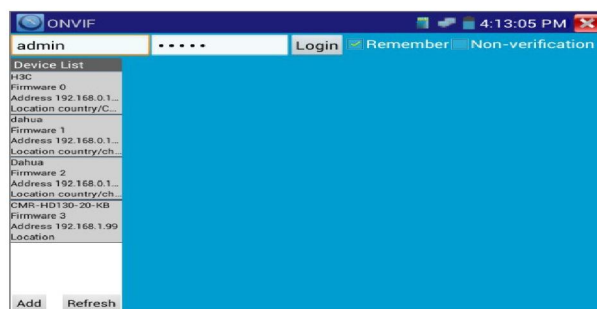 ONVIF 4:13:05 PM
admin ••••• Login Remember Non-verification
Device List
H3C
Firmware 0
Address 192.168.0.1...
Location country/C...
dahua
Firmware 1
Address 192.168.0.1...
Location country/ch...
Dahua
Firmware 2
Address 192.168.0.1...
Location country/ch...
CMR-HD130-20-KB
Firmware 3
Address 192.168.1.99
Location
Add Refresh